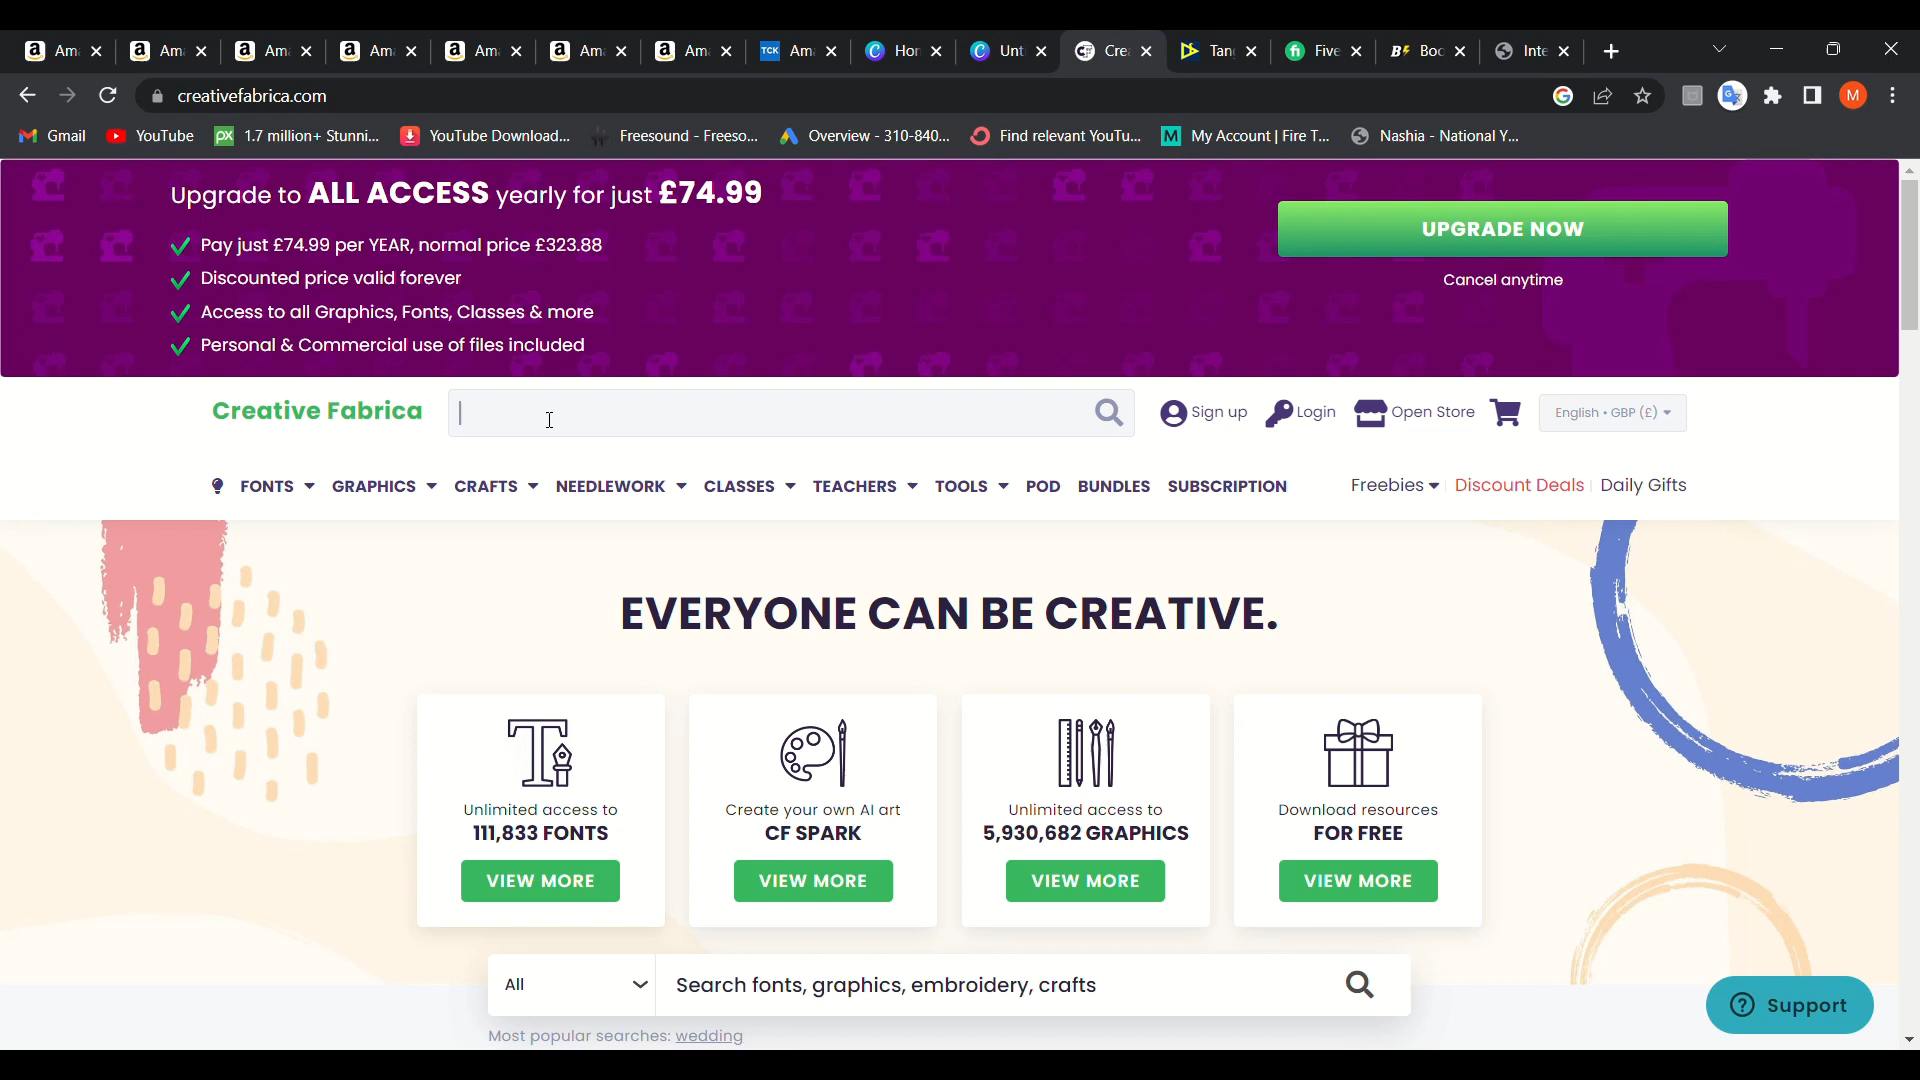 Am
Am
Am
Am
Am
Am
Am
TCK Am
Hor
Unt
Cre
Tan
fi Five
B Boo
Inte
creativefabrica.com
M
Gmail
YouTube
px 1.7 million+ Stunni...
YouTube Download...
Freesound - Freeso...
Overview - 310-840...
Find relevant YouTu...
M My Account | Fire T...
Nashia - National Y...
Upgrade to ALL ACCESS yearly for just £74.99
Pay just £74.99 per YEAR, normal price £323.88
Discounted price valid forever
Access to all Graphics, Fonts, Classes & more
Personal & Commercial use of files included
UPGRADE NOW
Cancel anytime
Creative Fabrica
Sign up
Login
Open Store
English • GBP (£)
FONTS
GRAPHICS
CRAFTS
NEEDLEWORK
CLASSES
TEACHERS
TOOLS
POD
BUNDLES
SUBSCRIPTION
Freebies
Discount Deals
Daily Gifts
EVERYONE CAN BE CREATIVE.
Unlimited access to
111,833 FONTS
VIEW MORE
Create your own AI art
CF SPARK
VIEW MORE
Unlimited access to
5,930,682 GRAPHICS
VIEW MORE
Download resources
FOR FREE
VIEW MORE
All
Search fonts, graphics, embroidery, crafts
Most popular searches: wedding
Support